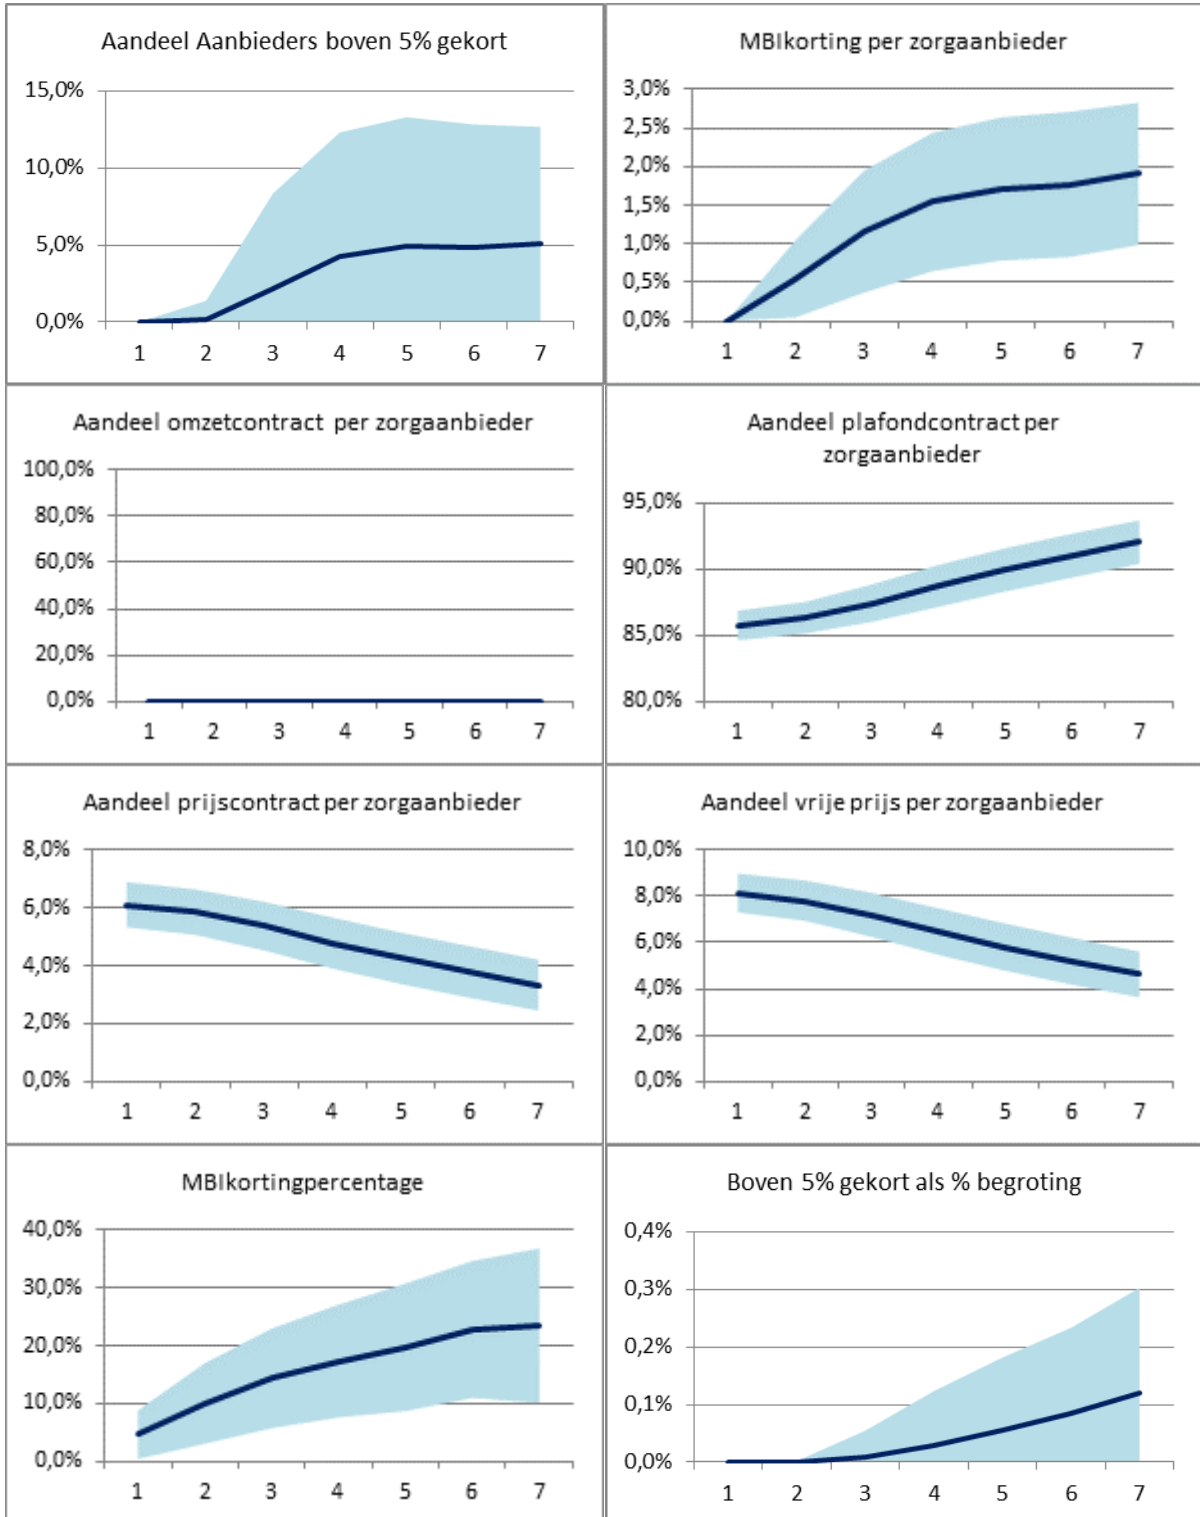 Aandeel Aanbieders boven 5% gekort
15,0%
10,0%
5,0%
0,0%
1 2 3 4 5 6 7
MBIkorting per zorgaanbieder
3,0%
2,5%
2,0%
1,5%
1,0%
0,5%
0,0%
1 2 3 4 5 6 7
Aandeel omzetcontract per zorgaanbieder
100,0%
80,0%
60,0%
40,0%
20,0%
0,0%
1 2 3 4 5 6 7
Aandeel plafondcontract per
zorgaanbieder
95,0%
90,0%
85,0%
80,0%
1 2 3 4 5 6 7
Aandeel prijscontract per zorgaanbieder
8,0%
6,0%
4,0%
2,0%
0,0%
1 2 3 4 5 6 7
Aandeel vrije prijs per zorgaanbieder
10,0%
8,0%
6,0%
4,0%
2,0%
0,0%
1 2 3 4 5 6 7
MBIkortingpercentage
40,0%
30,0%
20,0%
10,0%
0,0%
1 2 3 4 5 6 7
Boven 5% gekort als % begroting
0,4%
0,3%
0,2%
0,1%
0,0%
1 2 3 4 5 6 7